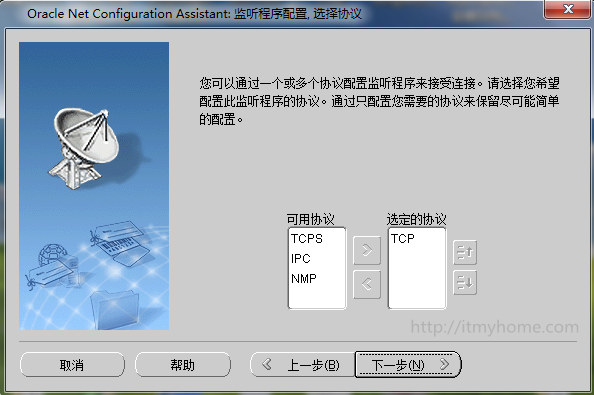 Oracle Net Configuration Assistant: 监听程序配置, 选择协议
您可以通过一个或多个协议配置监听程序来接受连接。请选择您希望
配置此监听程序的协议。通过只配置您需要的协议来保留尽可能简单
的配置。
可用协议
选定的协议
TCPS
TCP
IPC
NMP
http://itmyhome.com
取消
帮助
上一步(B)
下一步(N)